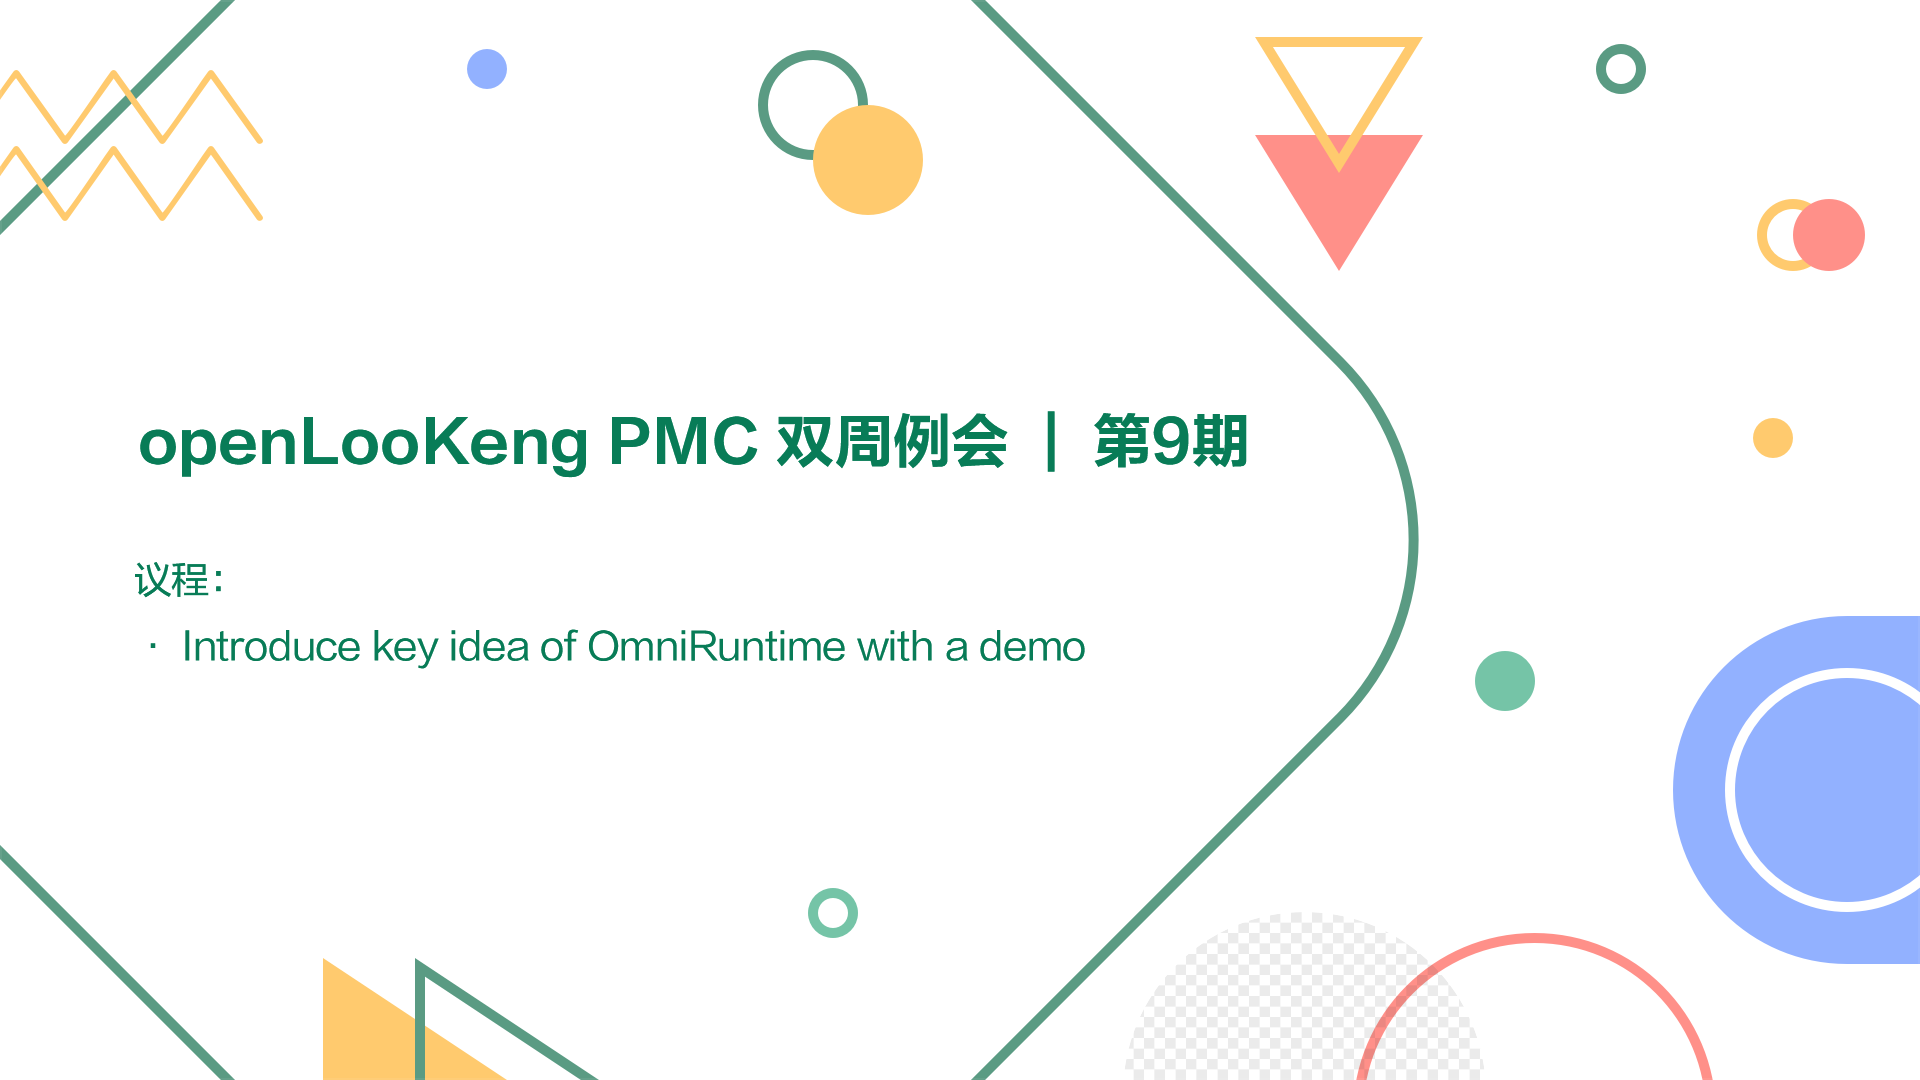 openLooKeng PMC 双周例会 | 第9期
议程：
· Introduce key idea of OmniRuntime with a demo